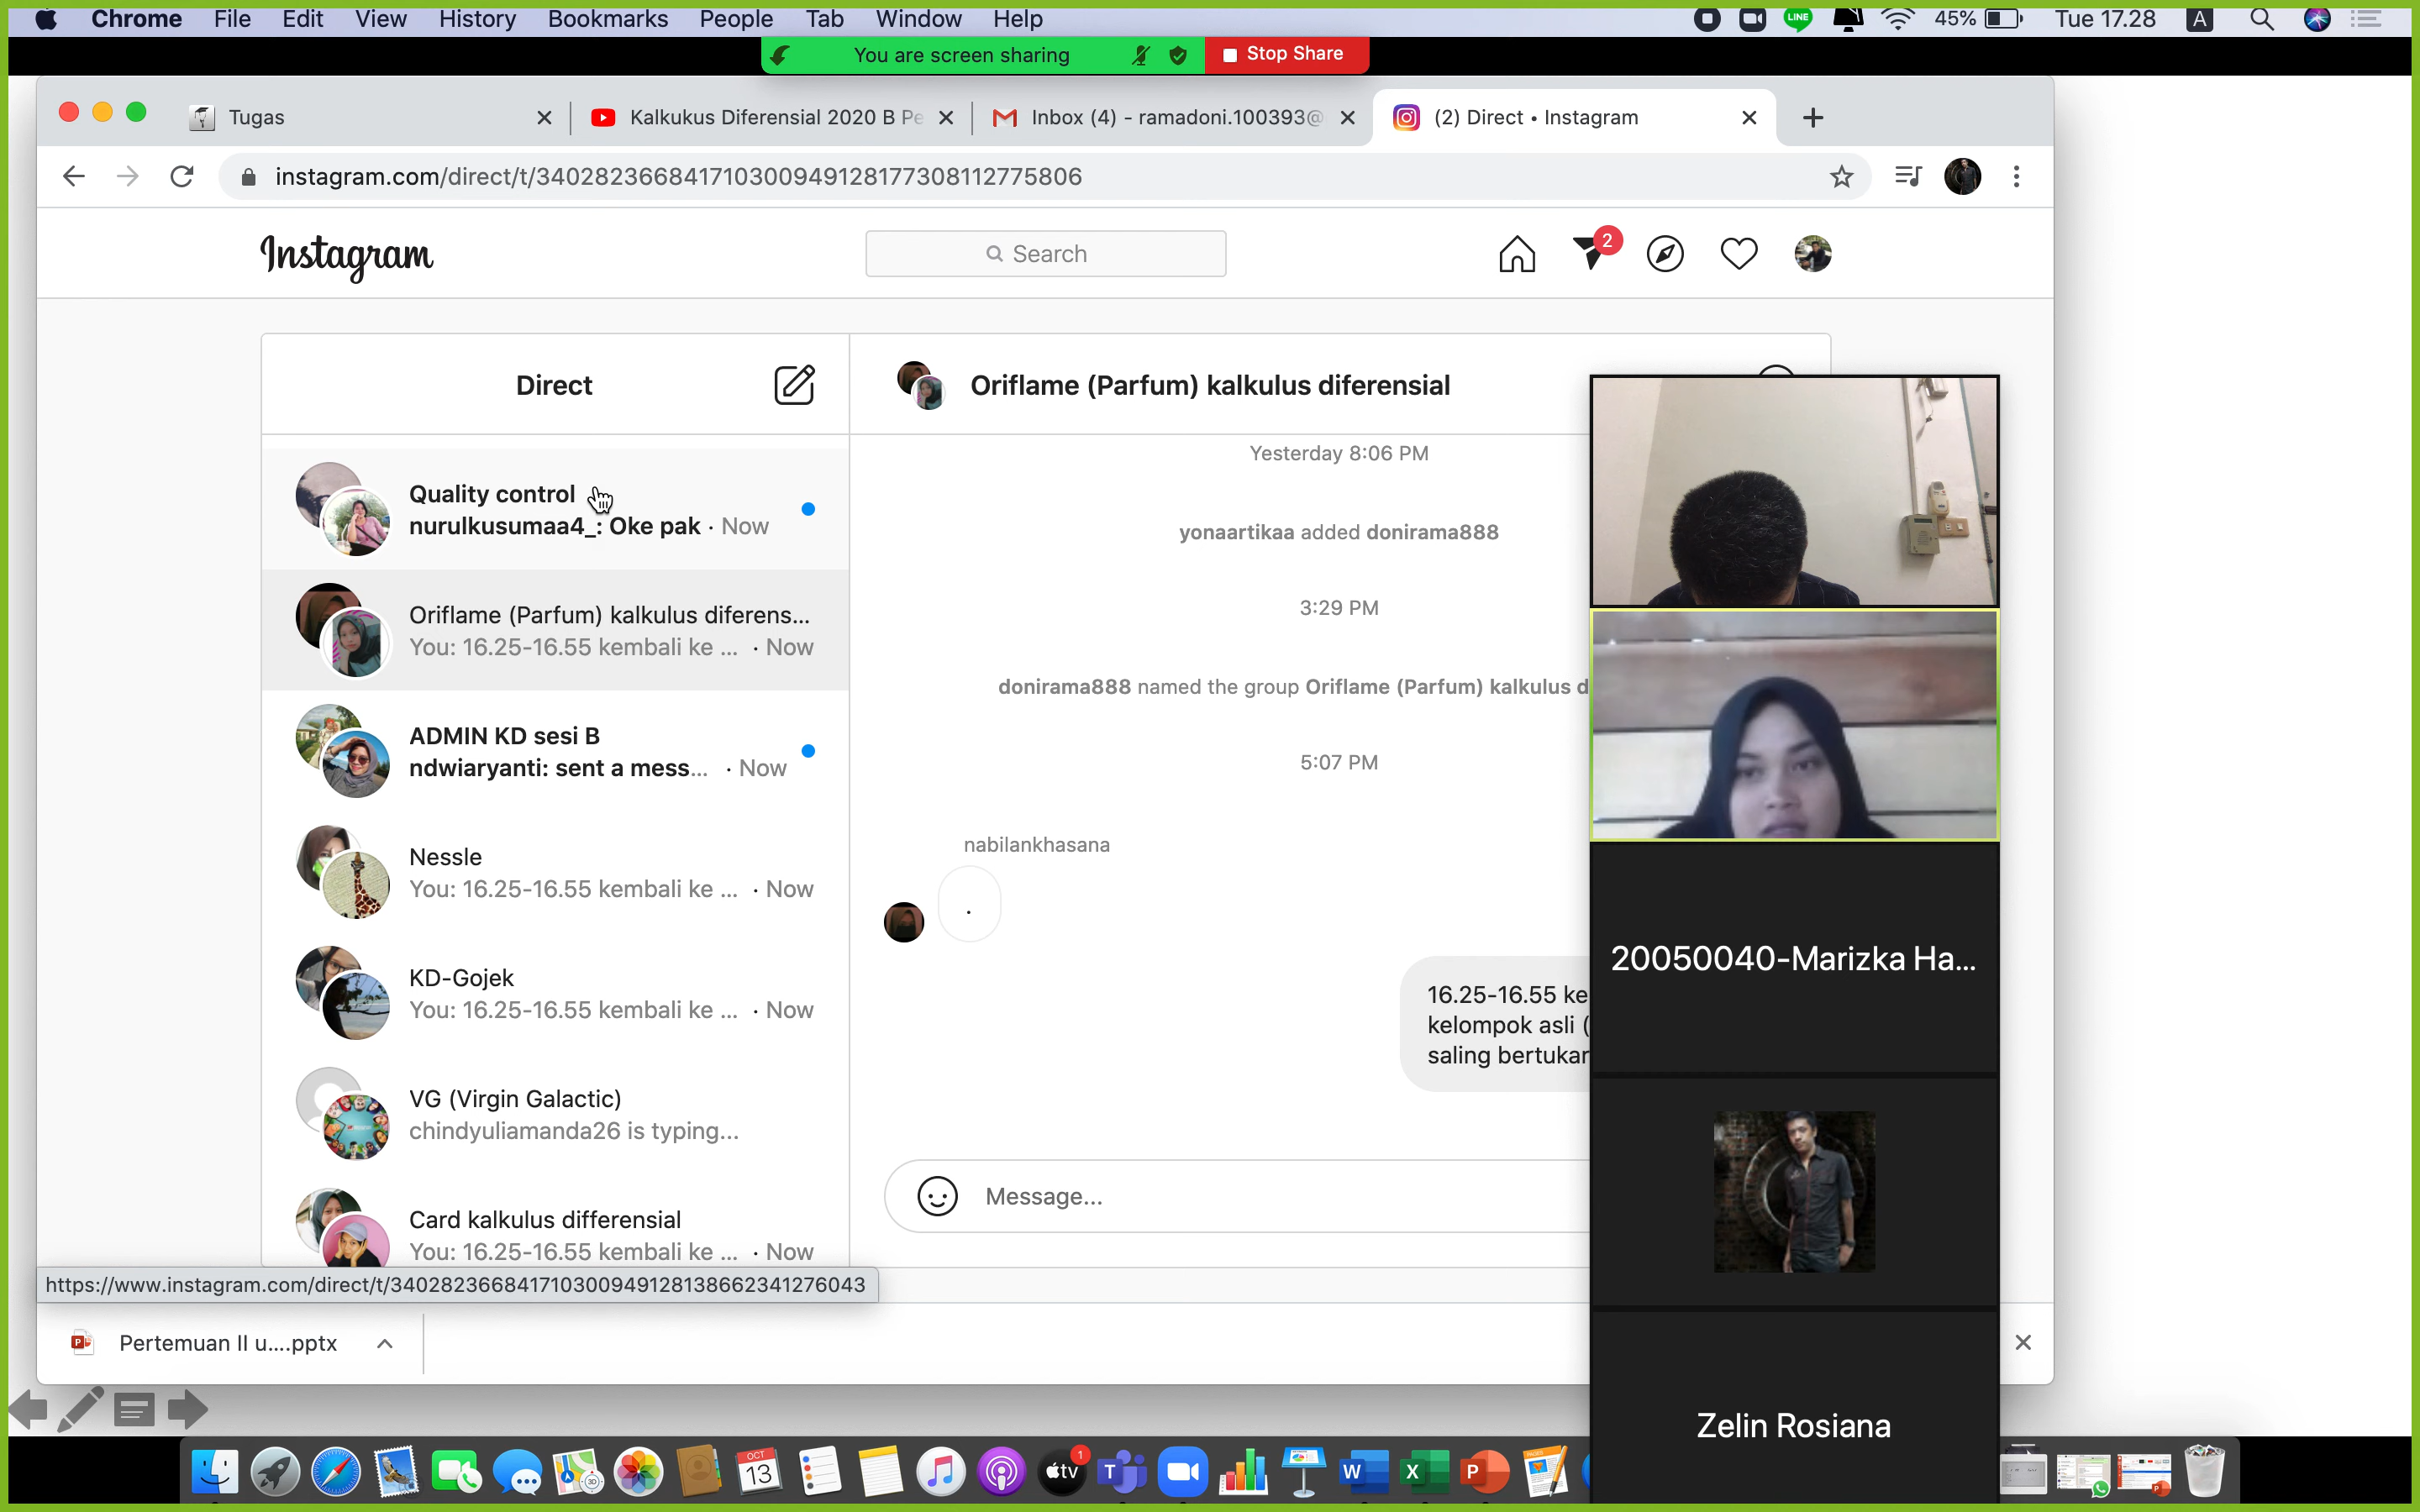 Chrome File Edit View History Bookmarks People Tab Window Help
LINE
45%
Tue 17.28
A
You are screen sharing
Stop Share
Tugas
Kalkukus Diferensial 2020 B Pe
Inbox (4) - ramadoni.100393@
(2) Direct • Instagram
instagram.com/direct/t/340282366841710300949128177308112775806
Instagram
Search
2
Direct
Oriflame (Parfum) kalkulus diferensial
Quality control
nurulkusumaa4_: Oke pak · Now
Oriflame (Parfum) kalkulus diferens...
You: 16.25-16.55 kembali ke ... · Now
ADMIN KD sesi B
ndwiaryanti: sent a mess... · Now
Nessle
You: 16.25-16.55 kembali ke ... · Now
KD-Gojek
You: 16.25-16.55 kembali ke ... · Now
VG (Virgin Galactic)
chindyuliamanda26 is typing...
Card kalkulus differensial
You: 16.25-16.55 kembali ke ... · Now
Yesterday 8:06 PM
yonaartikaa added donirama888
3:29 PM
donirama888 named the group Oriflame (Parfum) kalkulus d
5:07 PM
nabilankhasana
.
16.25-16.55 ke
kelompok asli (
saling bertukar
Message...
20050040-Marizka Ha...
Zelin Rosiana
https://www.instagram.com/direct/t/340282366841710300949128138662341276043
Pertemuan II u....pptx
OCT
13
3D
tv
1
T
W
X
P
PAGES